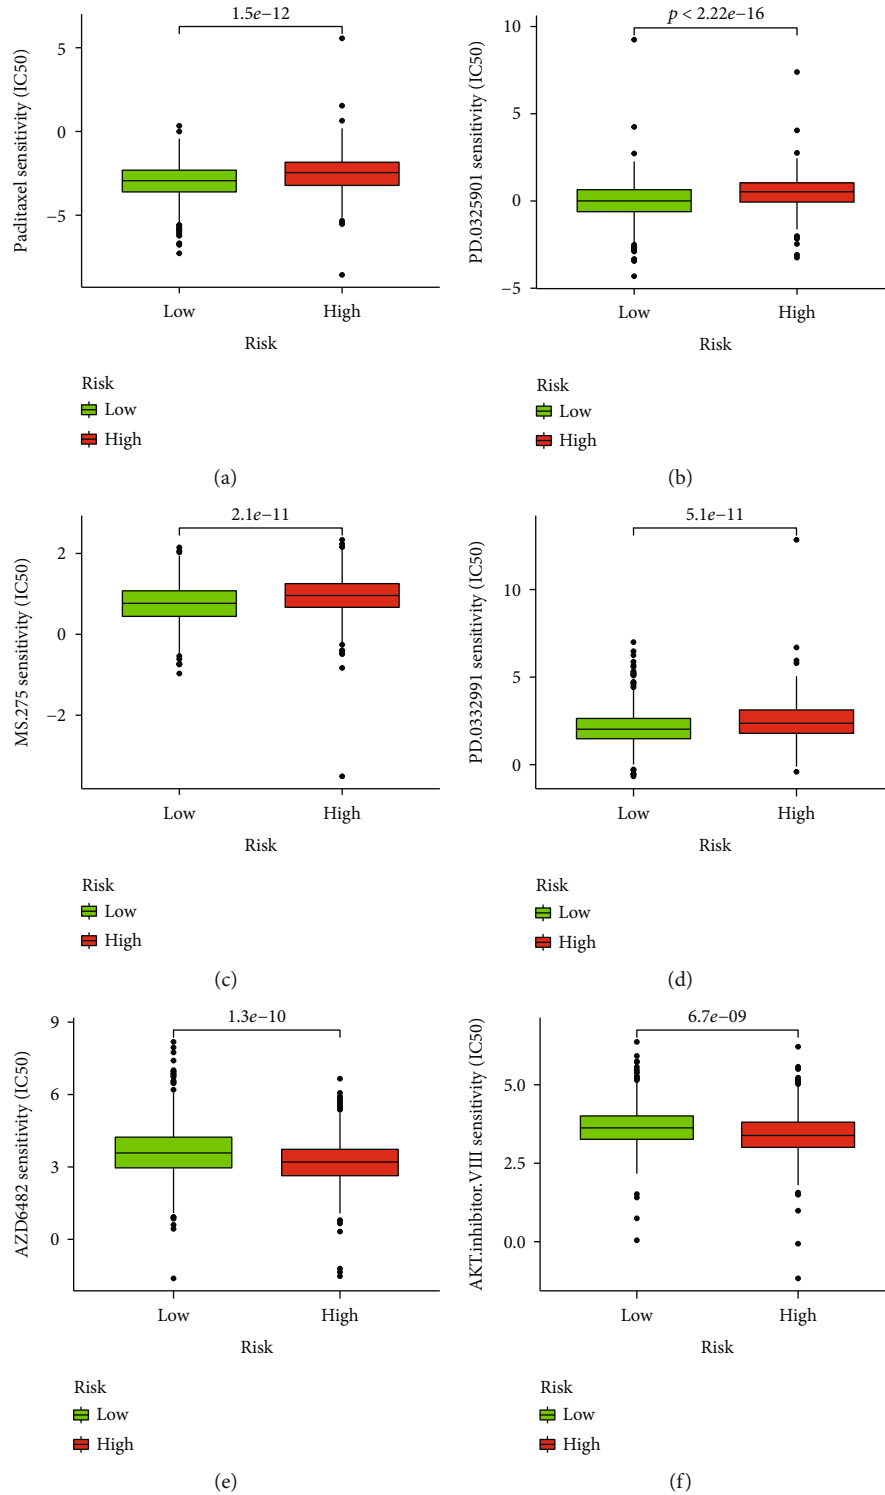 1.5e−12
Paclitaxel sensitivity (IC50)
5
0
−5
Low
High
Risk
Risk
Low
High
(a)
p < 2.22e−16
PD.0325901 sensitivity (IC50)
10
5
0
−5
Low
High
Risk
Risk
Low
High
(b)
2.1e−11
MS.275 sensitivity (IC50)
2
0
−2
Low
High
Risk
Risk
Low
High
(c)
5.1e−11
PD.0332991 sensitivity (IC50)
10
5
0
Low
High
Risk
Risk
Low
High
(d)
1.3e−10
AZD6482 sensitivity (IC50)
9
6
3
0
Low
High
Risk
Risk
Low
High
(e)
6.7e−09
AKT.inhibitor.VIII sensitivity (IC50)
5.0
2.5
0.0
Low
High
Risk
Risk
Low
High
(f)